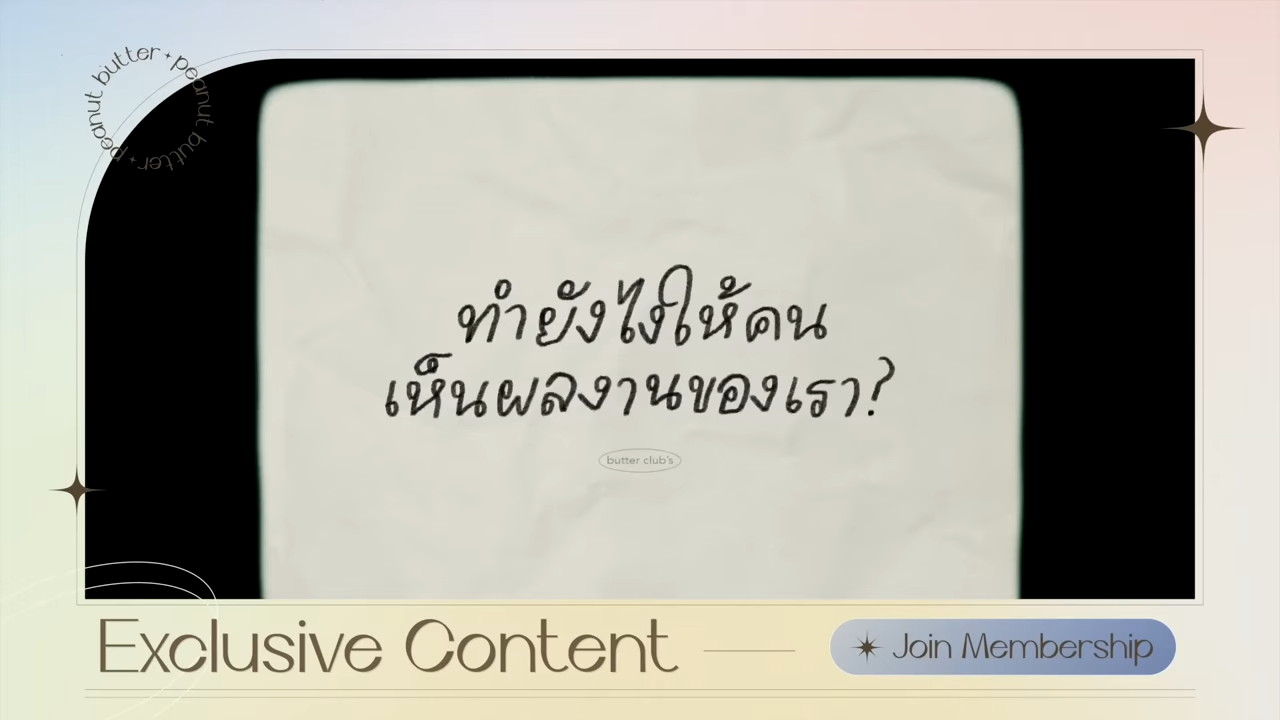 peanut butter peanut butter
ทำยังไงให้คน
เห็นผลงานของเรา?
butter club's
Exclusive Content
Join Membership